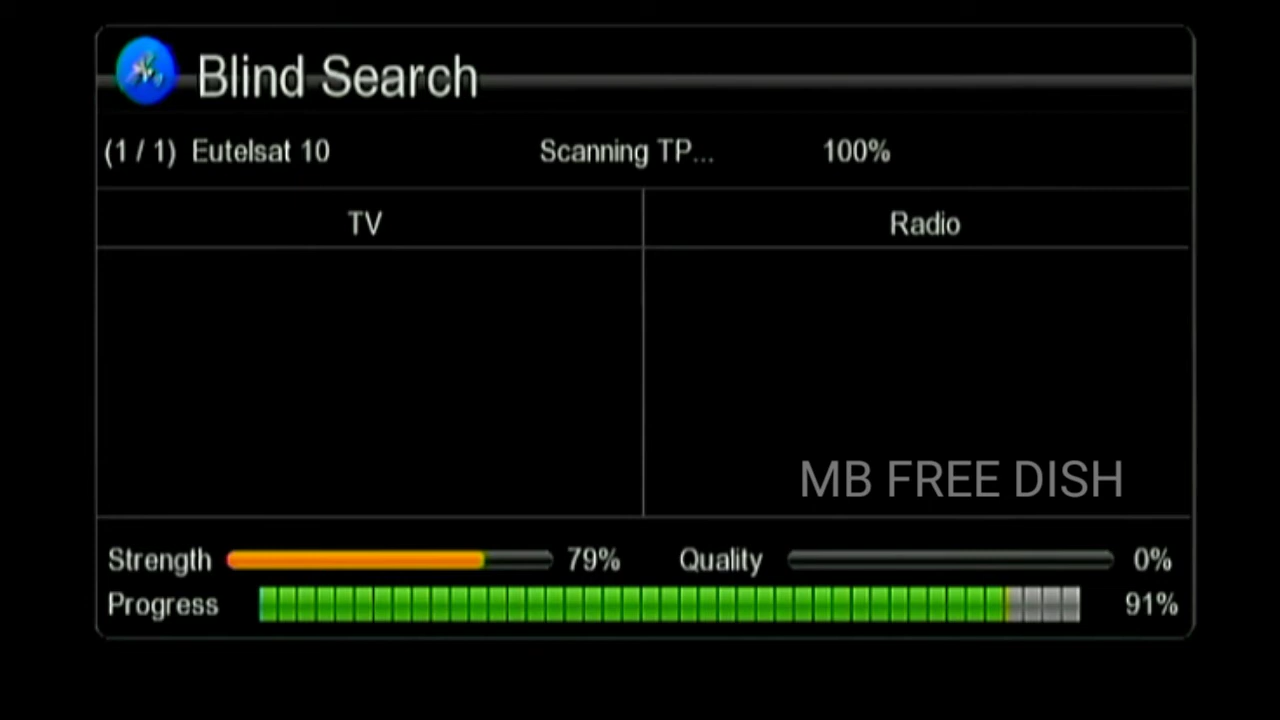 Blind Search
(1 / 1) Eutelsat 10 Scanning TP... 100%
TV Radio
MB FREE DISH
Strength 79% Quality 0%
Progress 91%